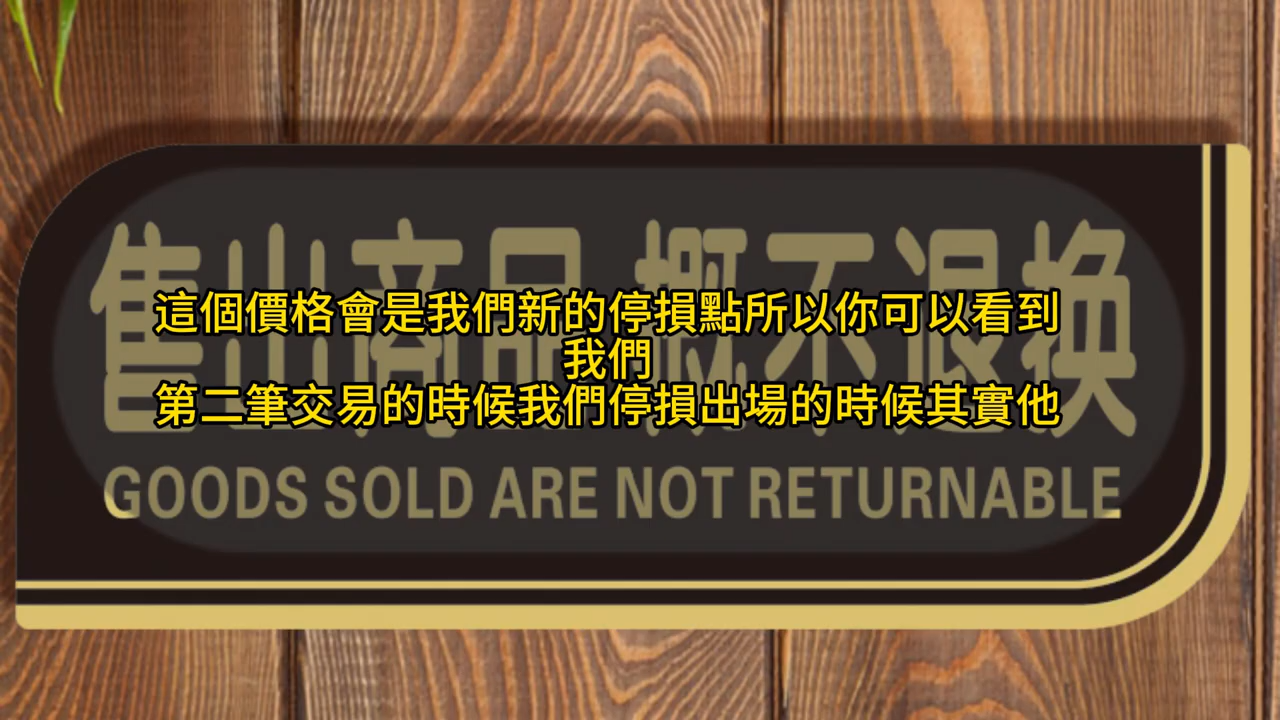 售出商品 概不退换
這個價格會是我們新的停損點所以你可以看到
我們
第二筆交易的時候我們停損出場的時候其實他
GOODS SOLD ARE NOT RETURNABLE